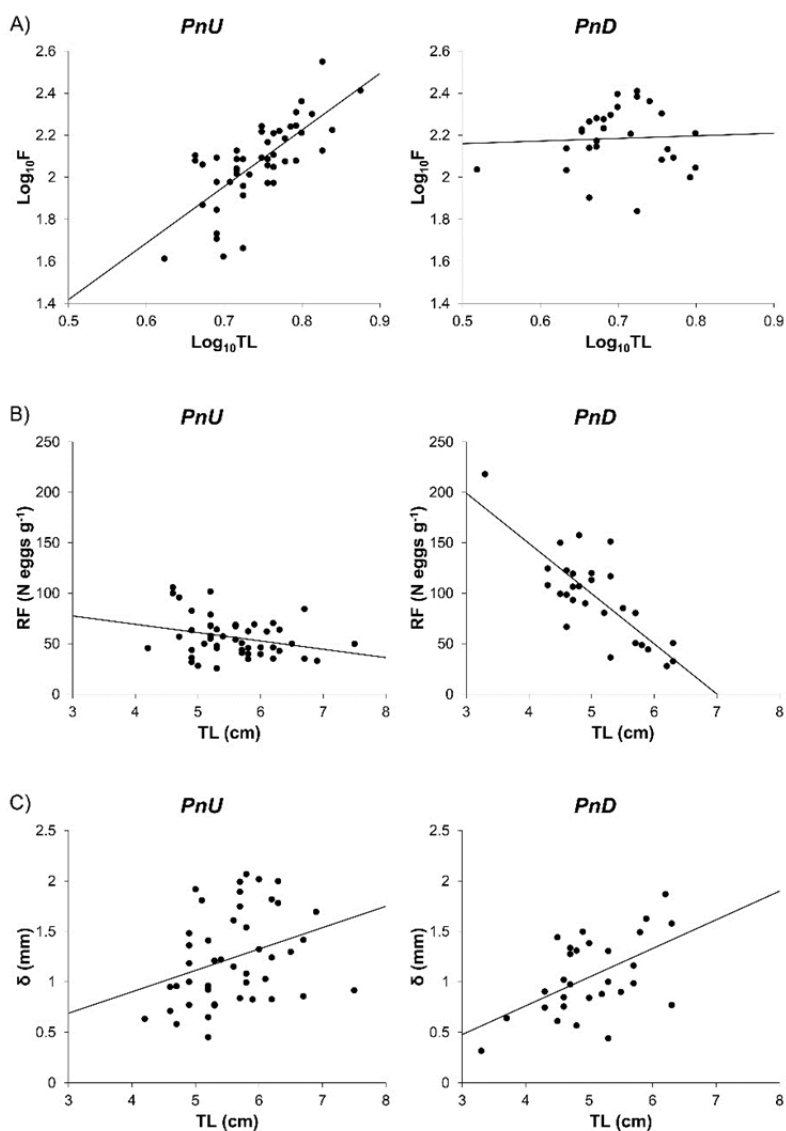 A)
PnU
PnD
2.6
2.4
2.2
2
1.8
1.6
1.4
Log₁₀F
0.5 0.6 0.7 0.8 0.9
Log₁₀TL
2.6
2.4
2.2
2
1.8
1.6
1.4
Log₁₀F
0.5 0.6 0.7 0.8 0.9
Log₁₀TL
B)
PnU
PnD
250
200
150
100
50
0
RF (N eggs g⁻¹)
3 4 5 6 7 8
TL (cm)
250
200
150
100
50
0
RF (N eggs g⁻¹)
3 4 5 6 7 8
TL (cm)
C)
PnU
PnD
2.5
2
1.5
1
0.5
0
δ (mm)
3 4 5 6 7 8
TL (cm)
2.5
2
1.5
1
0.5
0
δ (mm)
3 4 5 6 7 8
TL (cm)